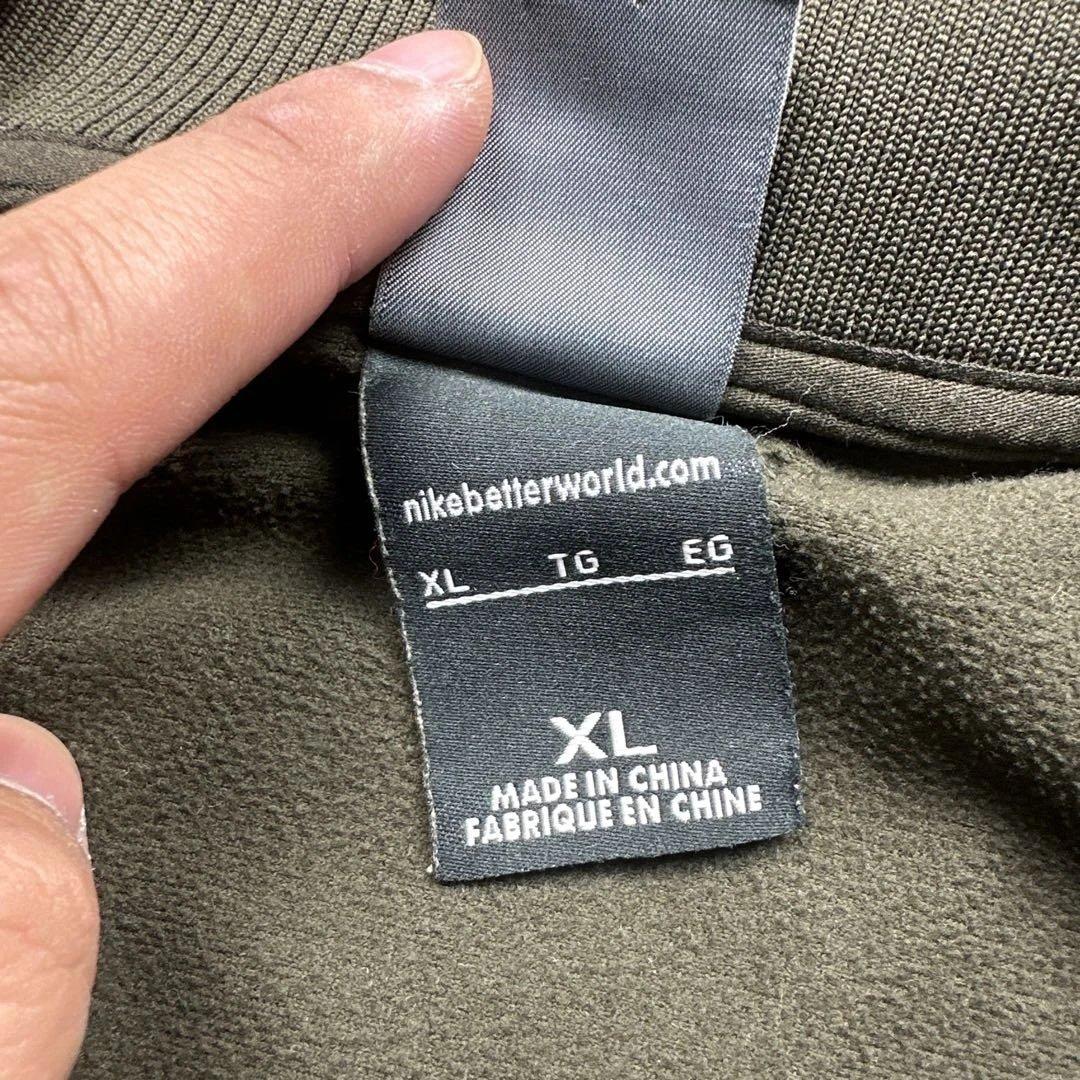 nikebetterworld.com
XL TG EG
XL
MADE IN CHINA
FABRIQUE EN CHINE